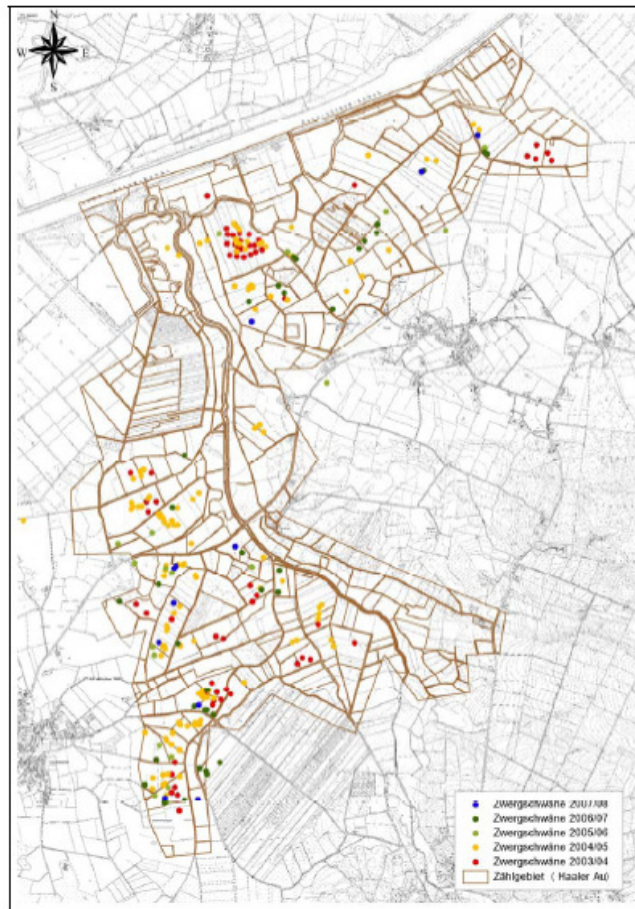 N
W E
S
Zwergschwäne 2007/08
Zwergschwäne 2006/07
Zwergschwäne 2005/06
Zwergschwäne 2004/05
Zwergschwäne 2003/04
Zählgebiet ( Haaler Au)